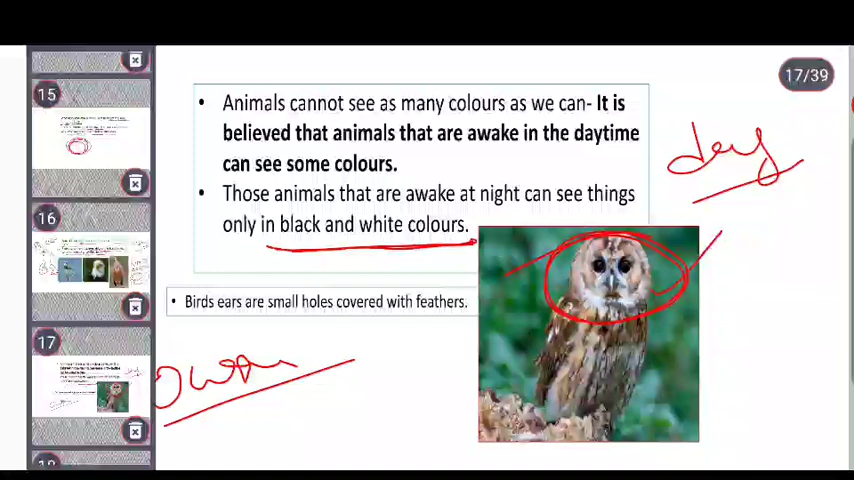 15
16
17
17/39
• Animals cannot see as many colours as we can- It is
believed that animals that are awake in the daytime
can see some colours.
• Those animals that are awake at night can see things
only in black and white colours.
• Birds ears are small holes covered with feathers.
day